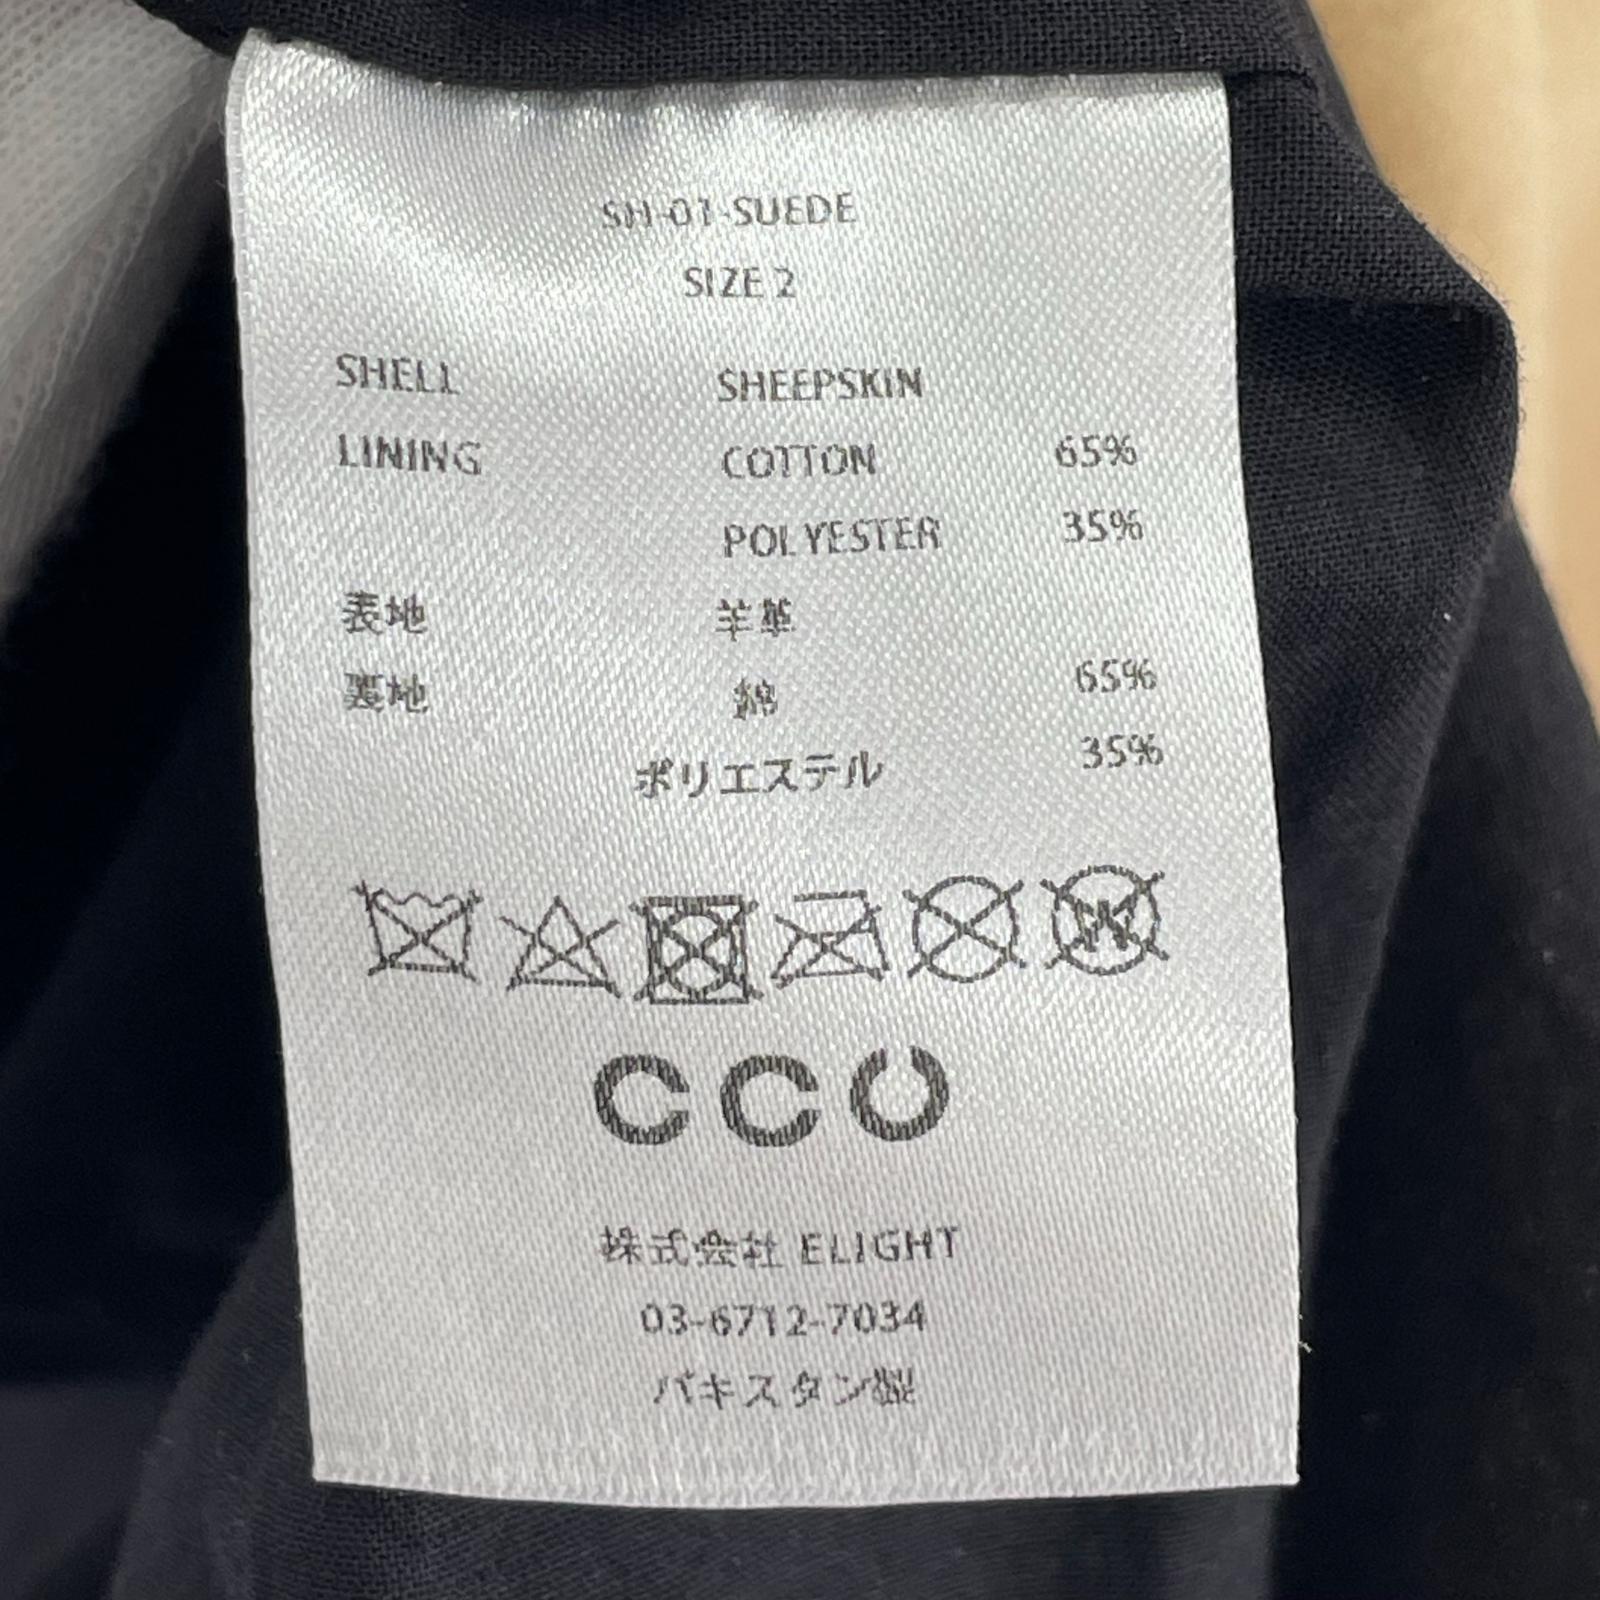 SH-01-SUEDE
SIZE 2
SHELL SHEEPSKIN
LINING COTTON 65%
POLYESTER 35%
表地 羊革
裏地 綿 65%
ポリエステル 35%
W
CCU
株式会社 ELIGHT
03-6712-7034
パキスタン製